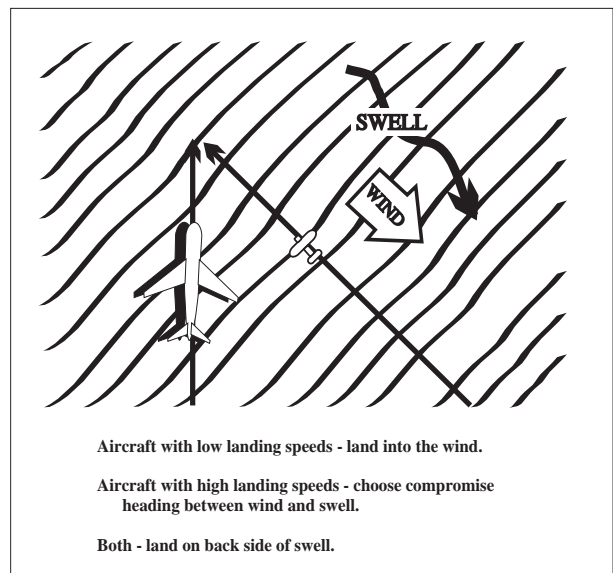 SWELL
WIND
Aircraft with low landing speeds - land into the wind.
Aircraft with high landing speeds - choose compromise
heading between wind and swell.
Both - land on back side of swell.